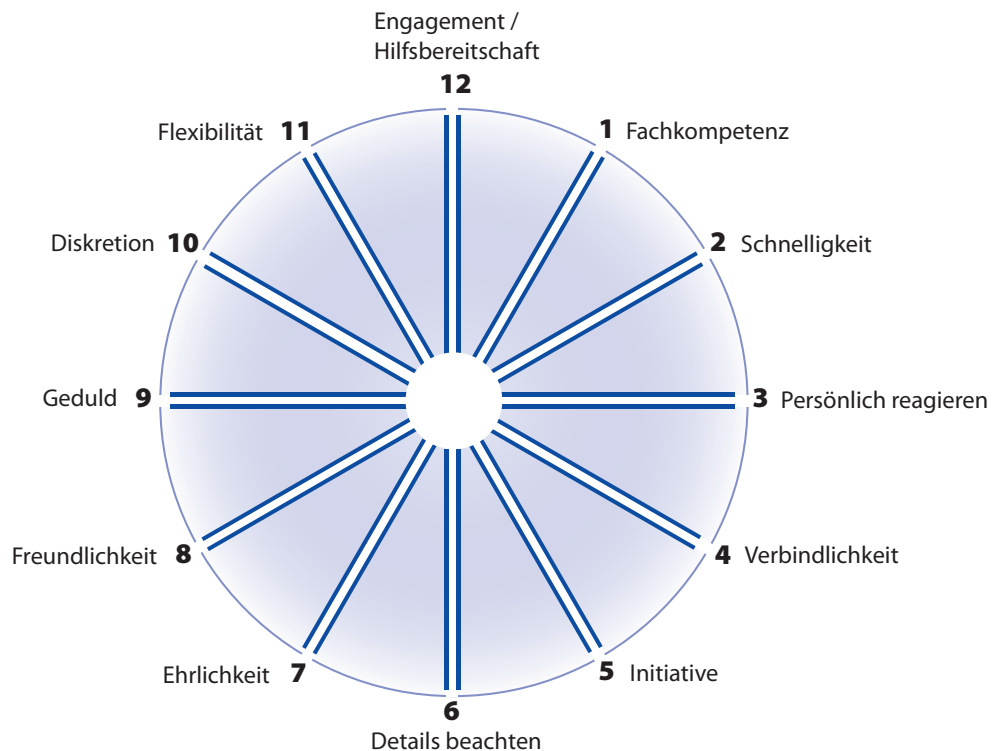 Engagement /
Hilfsbereitschaft
12
Flexibilität 11
1 Fachkompetenz
Diskretion 10
2 Schnelligkeit
Geduld 9
3 Persönlich reagieren
Freundlichkeit 8
4 Verbindlichkeit
Ehrlichkeit 7
5 Initiative
6
Details beachten